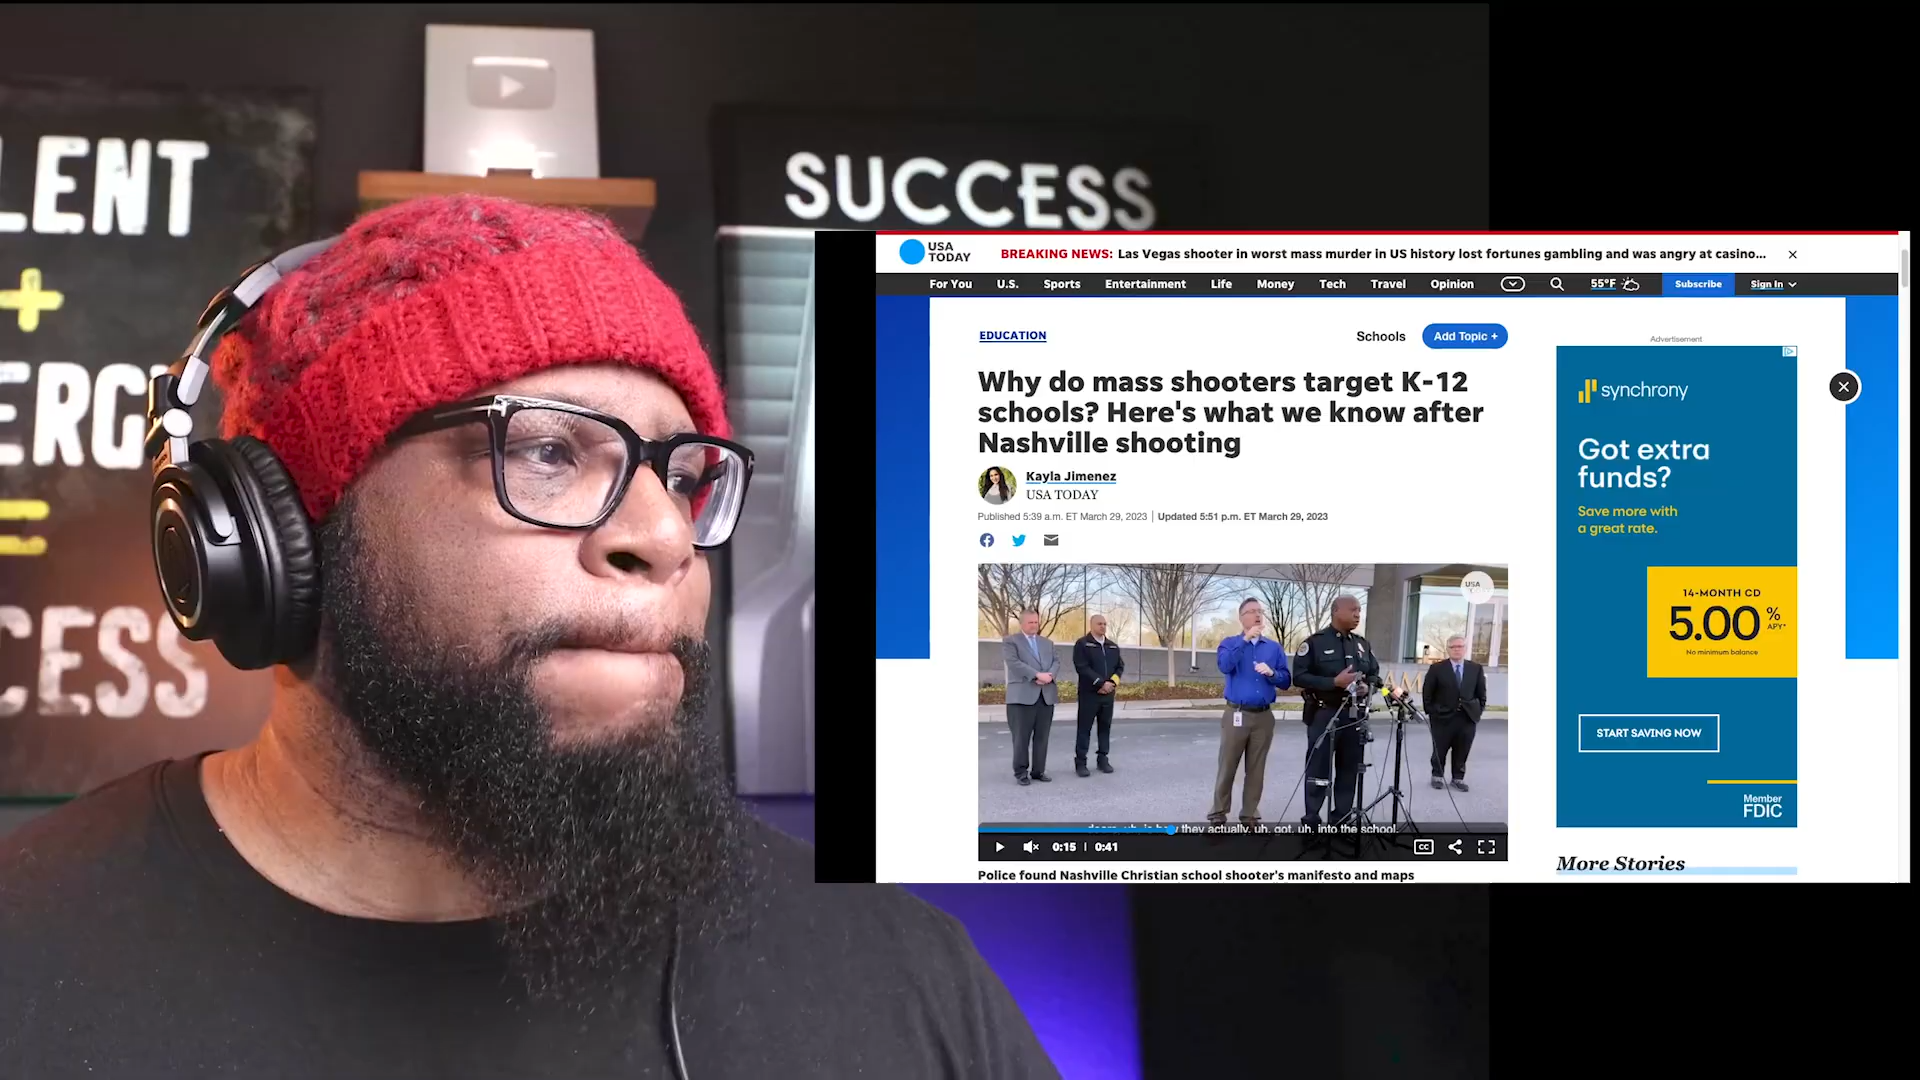 LENT
+
ERGY
=
CESS
SUCCESS
USA
TODAY
BREAKING NEWS: Las Vegas shooter in worst mass murder in US history lost fortunes gambling and was angry at casino...
For You U.S. Sports Entertainment Life Money Tech Travel Opinion 55°F Subscribe Sign In
EDUCATION
Schools
Add Topic +
Why do mass shooters target K-12
schools? Here's what we know after
Nashville shooting
Kayla Jimenez
USA TODAY
Published 5:39 a.m. ET March 29, 2023 | Updated 5:51 p.m. ET March 29, 2023
USA
they actually, uh, got, uh, into the school.
0:15 | 0:41
CC
Police found Nashville Christian school shooter's manifesto and maps
Advertisement
synchrony
Got extra
funds?
Save more with
a great rate.
14-MONTH CD
5.00% APY*
No minimum balance
START SAVING NOW
Member
FDIC
More Stories